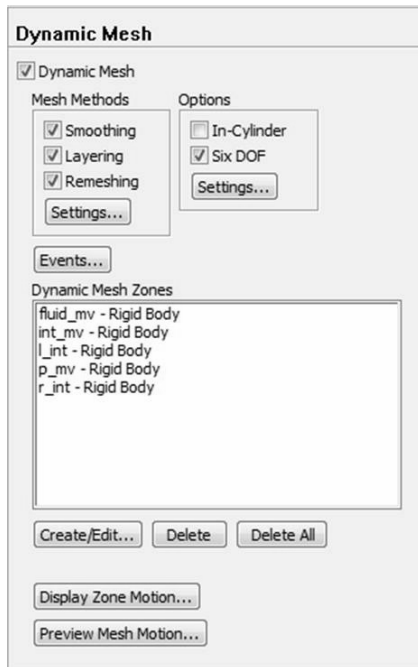 Dynamic Mesh
Dynamic Mesh
Mesh Methods
Smoothing
Layering
Remeshing
Settings...
Options
In-Cylinder
Six DOF
Settings...
Events...
Dynamic Mesh Zones
fluid_mv - Rigid Body
int_mv - Rigid Body
l_int - Rigid Body
p_mv - Rigid Body
r_int - Rigid Body
Create/Edit... Delete Delete All
Display Zone Motion...
Preview Mesh Motion...